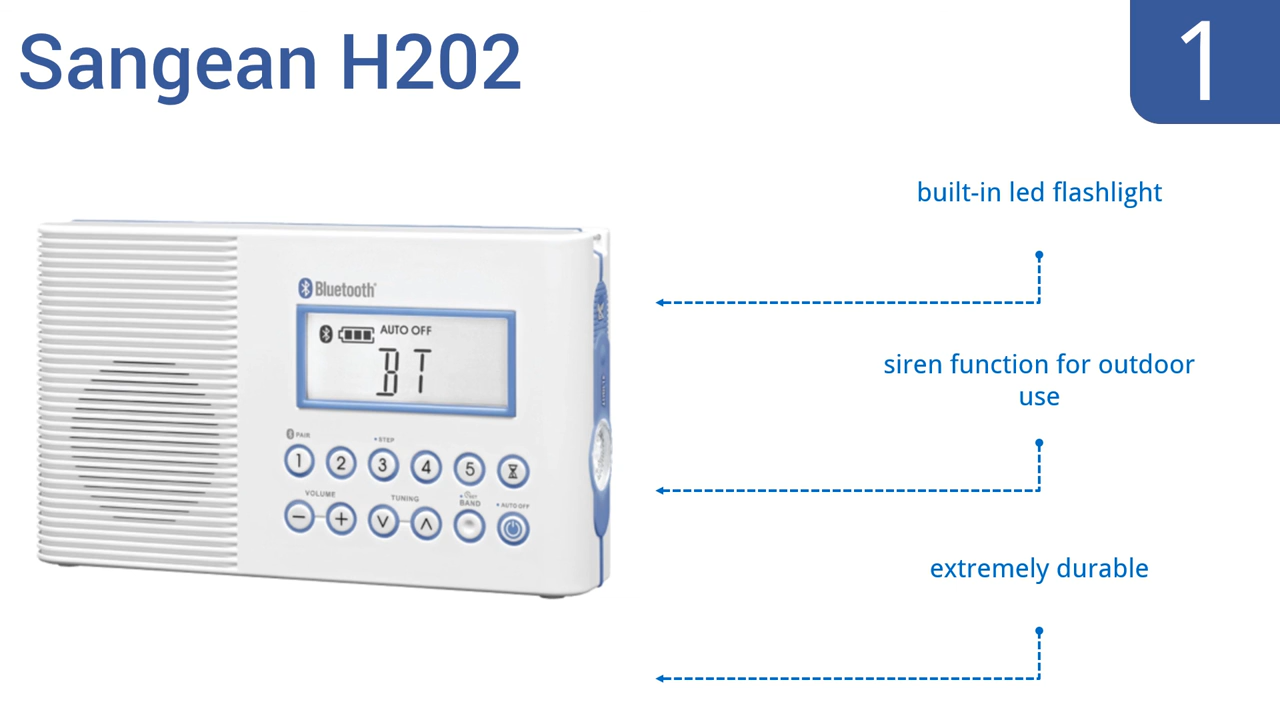 Sangean H202
1
built-in led flashlight
siren function for outdoor
use
extremely durable
Bluetooth
AUTO OFF
BT
PAIR
• STEP
1 2 3 4 5
VOLUME TUNING BAND • AUTO OFF
− + ∨ ∧